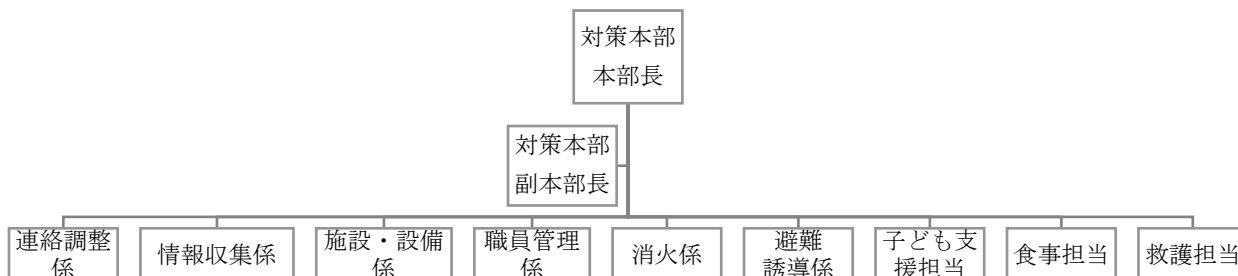 対策本部
本部長
対策本部
副本部長
連絡調整
係
情報収集係
施設・設備
係
職員管理
係
消火係
避難
誘導係
子ども支
援担当
食事担当
救護担当